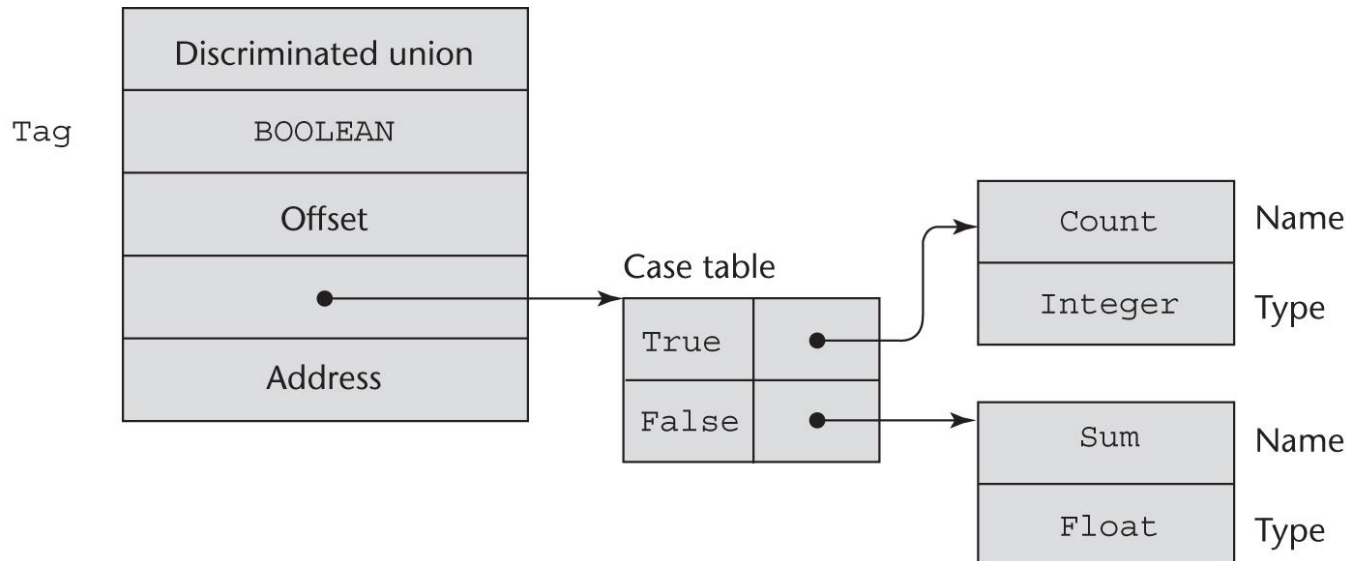 Discriminated union
Tag
BOOLEAN
Offset
Address
Case table
True
False
Count
Name
Integer
Type
Sum
Name
Float
Type